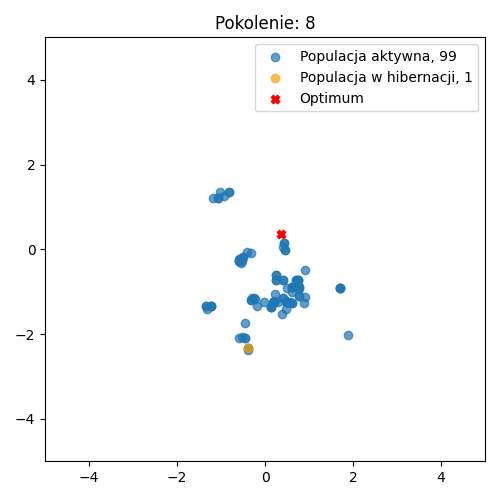 Pokolenie: 8
Populacja aktywna, 99
Populacja w hibernacji, 1
Optimum
4
2
0
−2
−4
−4
−2
0
2
4